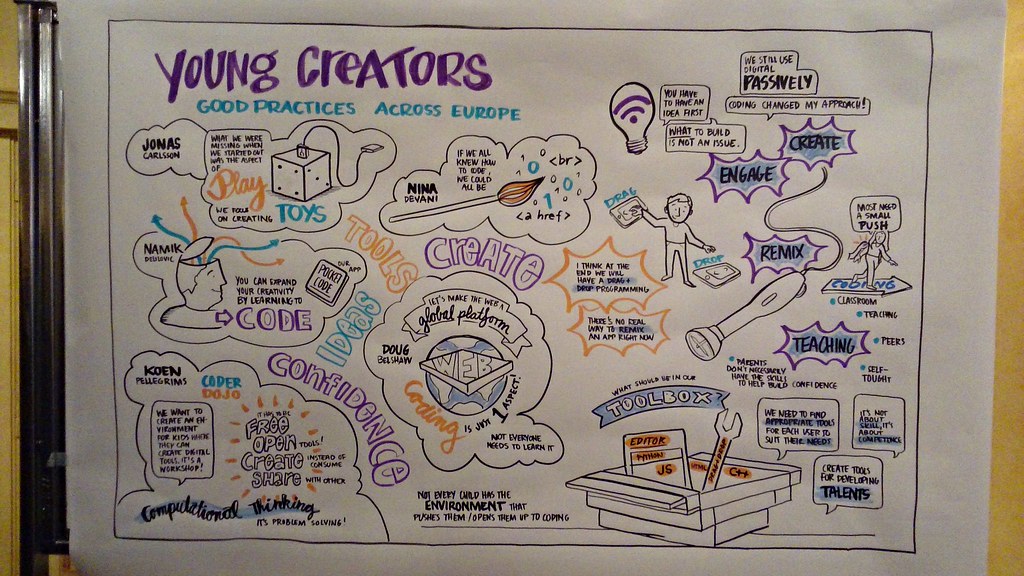 YOUNG CREATORS
GOOD PRACTICES ACROSS EUROPE
JONAS
CARLSSON
WHAT WE WERE
MISSING WHEN
WE STARTED OUT
WAS THE ASPECT
OF
Play
WE FOCUS
ON CREATING
TOYS
NINA
DEVANI
IF WE ALL
KNEW HOW
TO CODE,
WE COULD
ALL BE
<br>
0
0
1
<a href>
YOU HAVE
TO HAVE AN
IDEA FIRST
WHAT TO BUILD
IS NOT AN ISSUE.
WE STILL USE
DIGITAL
PASSIVELY
CODING CHANGED MY APPROACH!
CREATE
ENGAGE
REMIX
TEACHING
NAMIK
YOU CAN EXPAND
YOUR CREATIVITY
BY LEARNING TO
CODE
OUR
APP
POCKET
CODE
TOOLS
CREATE
IDEAS
CONFIDENCE
LET'S MAKE THE WEB A
global platform
DOUG
BELSHAW
WEB
Coding
IS JUST 1 ASPECT!
NOT EVERYONE
NEEDS TO LEARN IT
DRAG
DROP
I THINK AT THE
END WE WILL
HAVE A DRAG+
DROP PROGRAMMING
THERE'S NO REAL
WAY TO REMIX
AN APP RIGHT NOW
MOST NEED
A SMALL
PUSH
CODING
CLASSROOM
TEACHING
PEERS
SELF-
TOUGHT
PARENTS
DON'T NECESSARILY
HAVE THE SKILLS
TO HELP BUILD CONFIDENCE
KOEN
PELLEGRIMS
CODER
DOJO
WE WANT TO
CREATE AN EN-
VIRONMENT
FOR KIDS WHERE
THEY CAN
CREATE DIGITAL
TOOLS. IT'S A
WORKSHOP!
Free
Open TOOLS!
Create INSTEAD OF
CONSUME
Share WITH OTHER
Computational Thinking
IT'S PROBLEM SOLVING!
NOT EVERY CHILD HAS THE
ENVIRONMENT THAT
PUSHES THEM / OPENS THEM UP TO CODING
WHAT SHOULD BE IN OUR
TOOLBOX?
EDITOR
PYTHON
JS
HTML
C++
WE NEED TO FIND
APPROPRIATE TOOLS
FOR EACH USER TO
SUIT THEIR NEEDS
IT'S NOT
ABOUT
SKILL, IT'S
ABOUT
COMPETENCE
CREATE TOOLS
FOR DEVELOPING
TALENTS